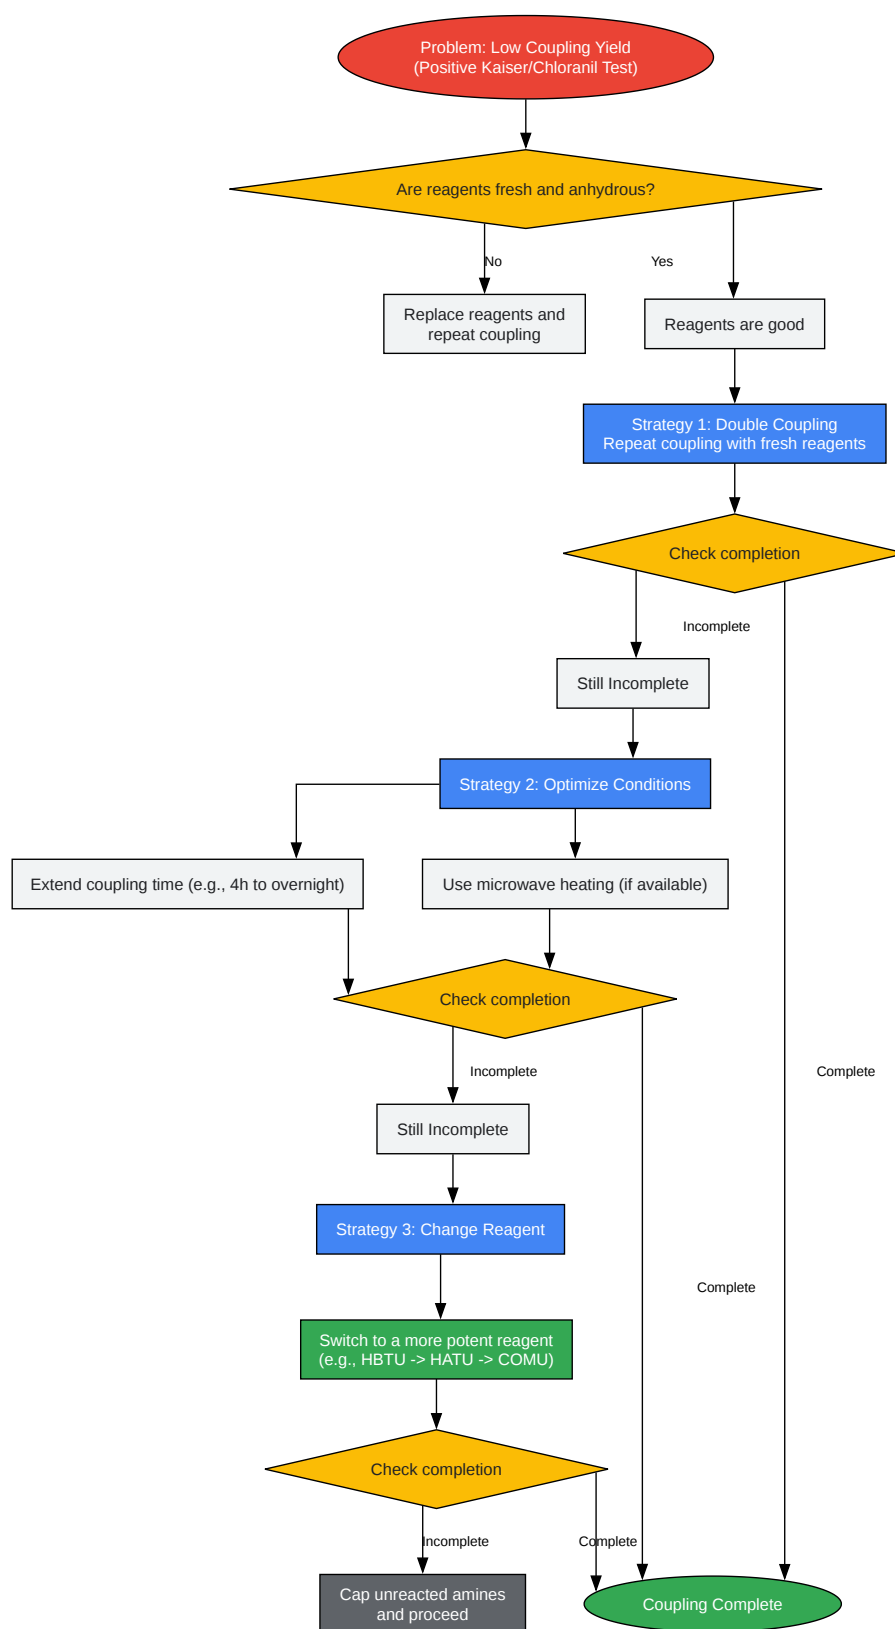 Problem: Low Coupling Yield
(Positive Kaiser/Chloranil Test)
Are reagents fresh and anhydrous?
No
Yes
Replace reagents and
repeat coupling
Reagents are good
Strategy 1: Double Coupling
Repeat coupling with fresh reagents
Check completion
Incomplete
Still Incomplete
Strategy 2: Optimize Conditions
Extend coupling time (e.g., 4h to overnight)
Use microwave heating (if available)
Check completion
Incomplete
Complete
Still Incomplete
Strategy 3: Change Reagent
Complete
Switch to a more potent reagent
(e.g., HBTU -> HATU -> COMU)
Check completion
Incomplete
Complete
Cap unreacted amines
and proceed
Coupling Complete